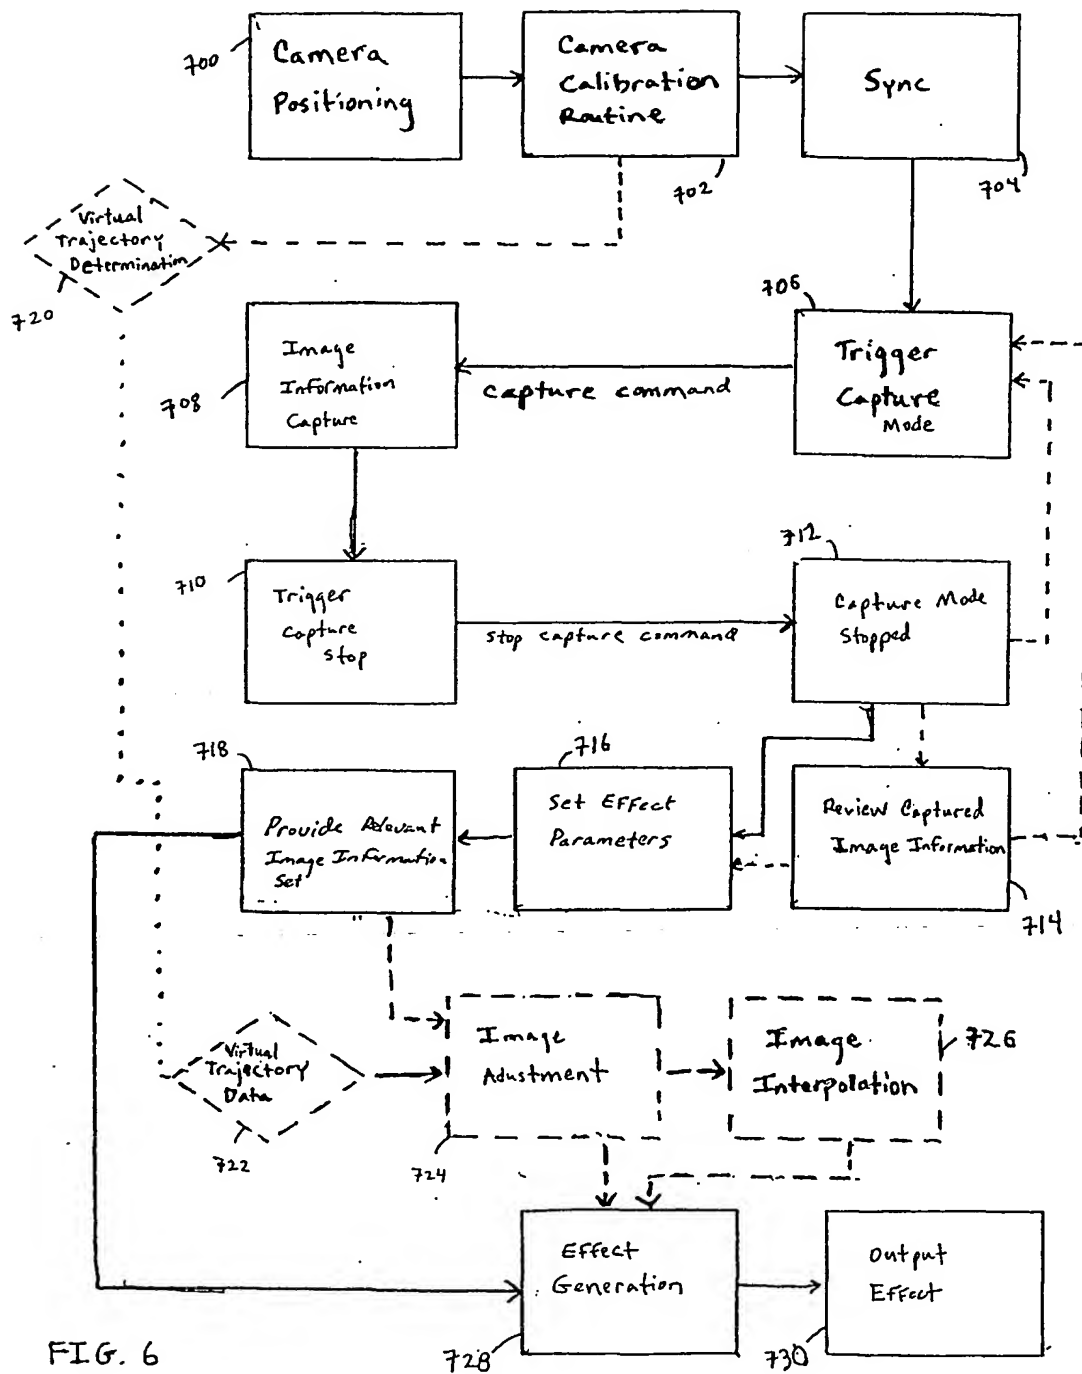 700
Camera
Positioning
Camera
Calibration
Routine
702
Sync
704
Virtual
Trajectory
Determination
720
Image
Information
Capture
708
capture command
706
Trigger
Capture
Mode
710
Trigger
Capture
Stop
Stop capture command
712
Capture Mode
Stopped
718
Provide Relevant
Image Information
Set
716
Set Effect
Parameters
Review Captured
Image Information
714
Virtual
Trajectory
Data
722
Image
Adustment
724
Image
Interpolation
726
Effect
Generation
728
Output
Effect
730
FIG. 6